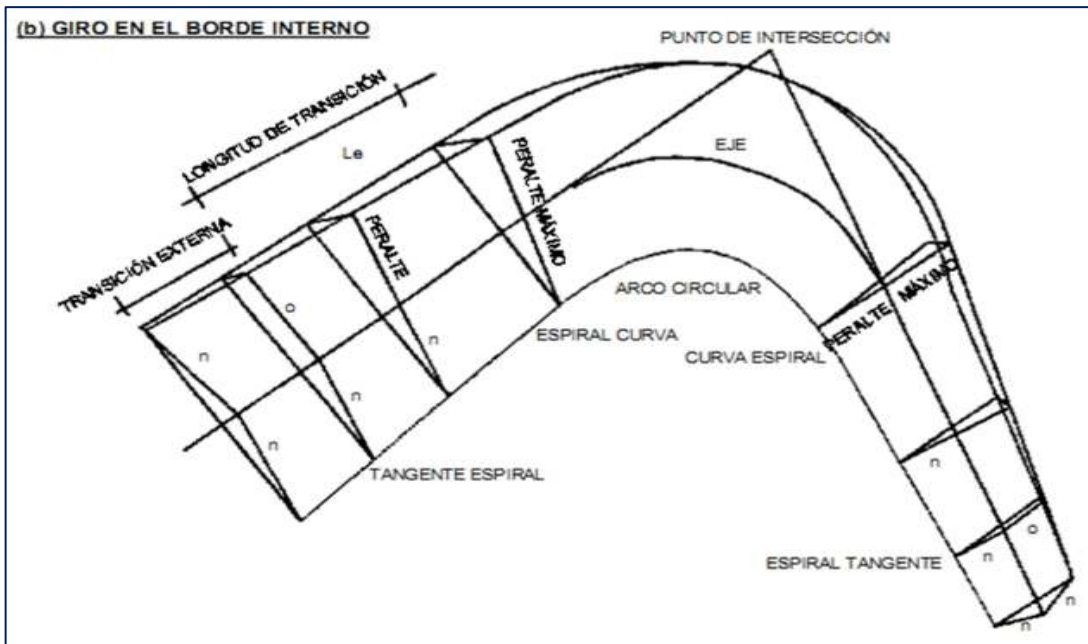 (b) GIRO EN EL BORDE INTERNO
PUNTO DE INTERSECCIÓN
LONGITUD DE TRANSICIÓN
Le
EJE
TRANSICIÓN EXTERNA
PERALTE
PERALTE MÁXIMO
ARCO CIRCULAR
ESPIRAL CURVA
CURVA ESPIRAL
PERALTE MÁXIMO
TANGENTE ESPIRAL
ESPIRAL TANGENTE
n
n
o
n
n
n
n
o
n
n